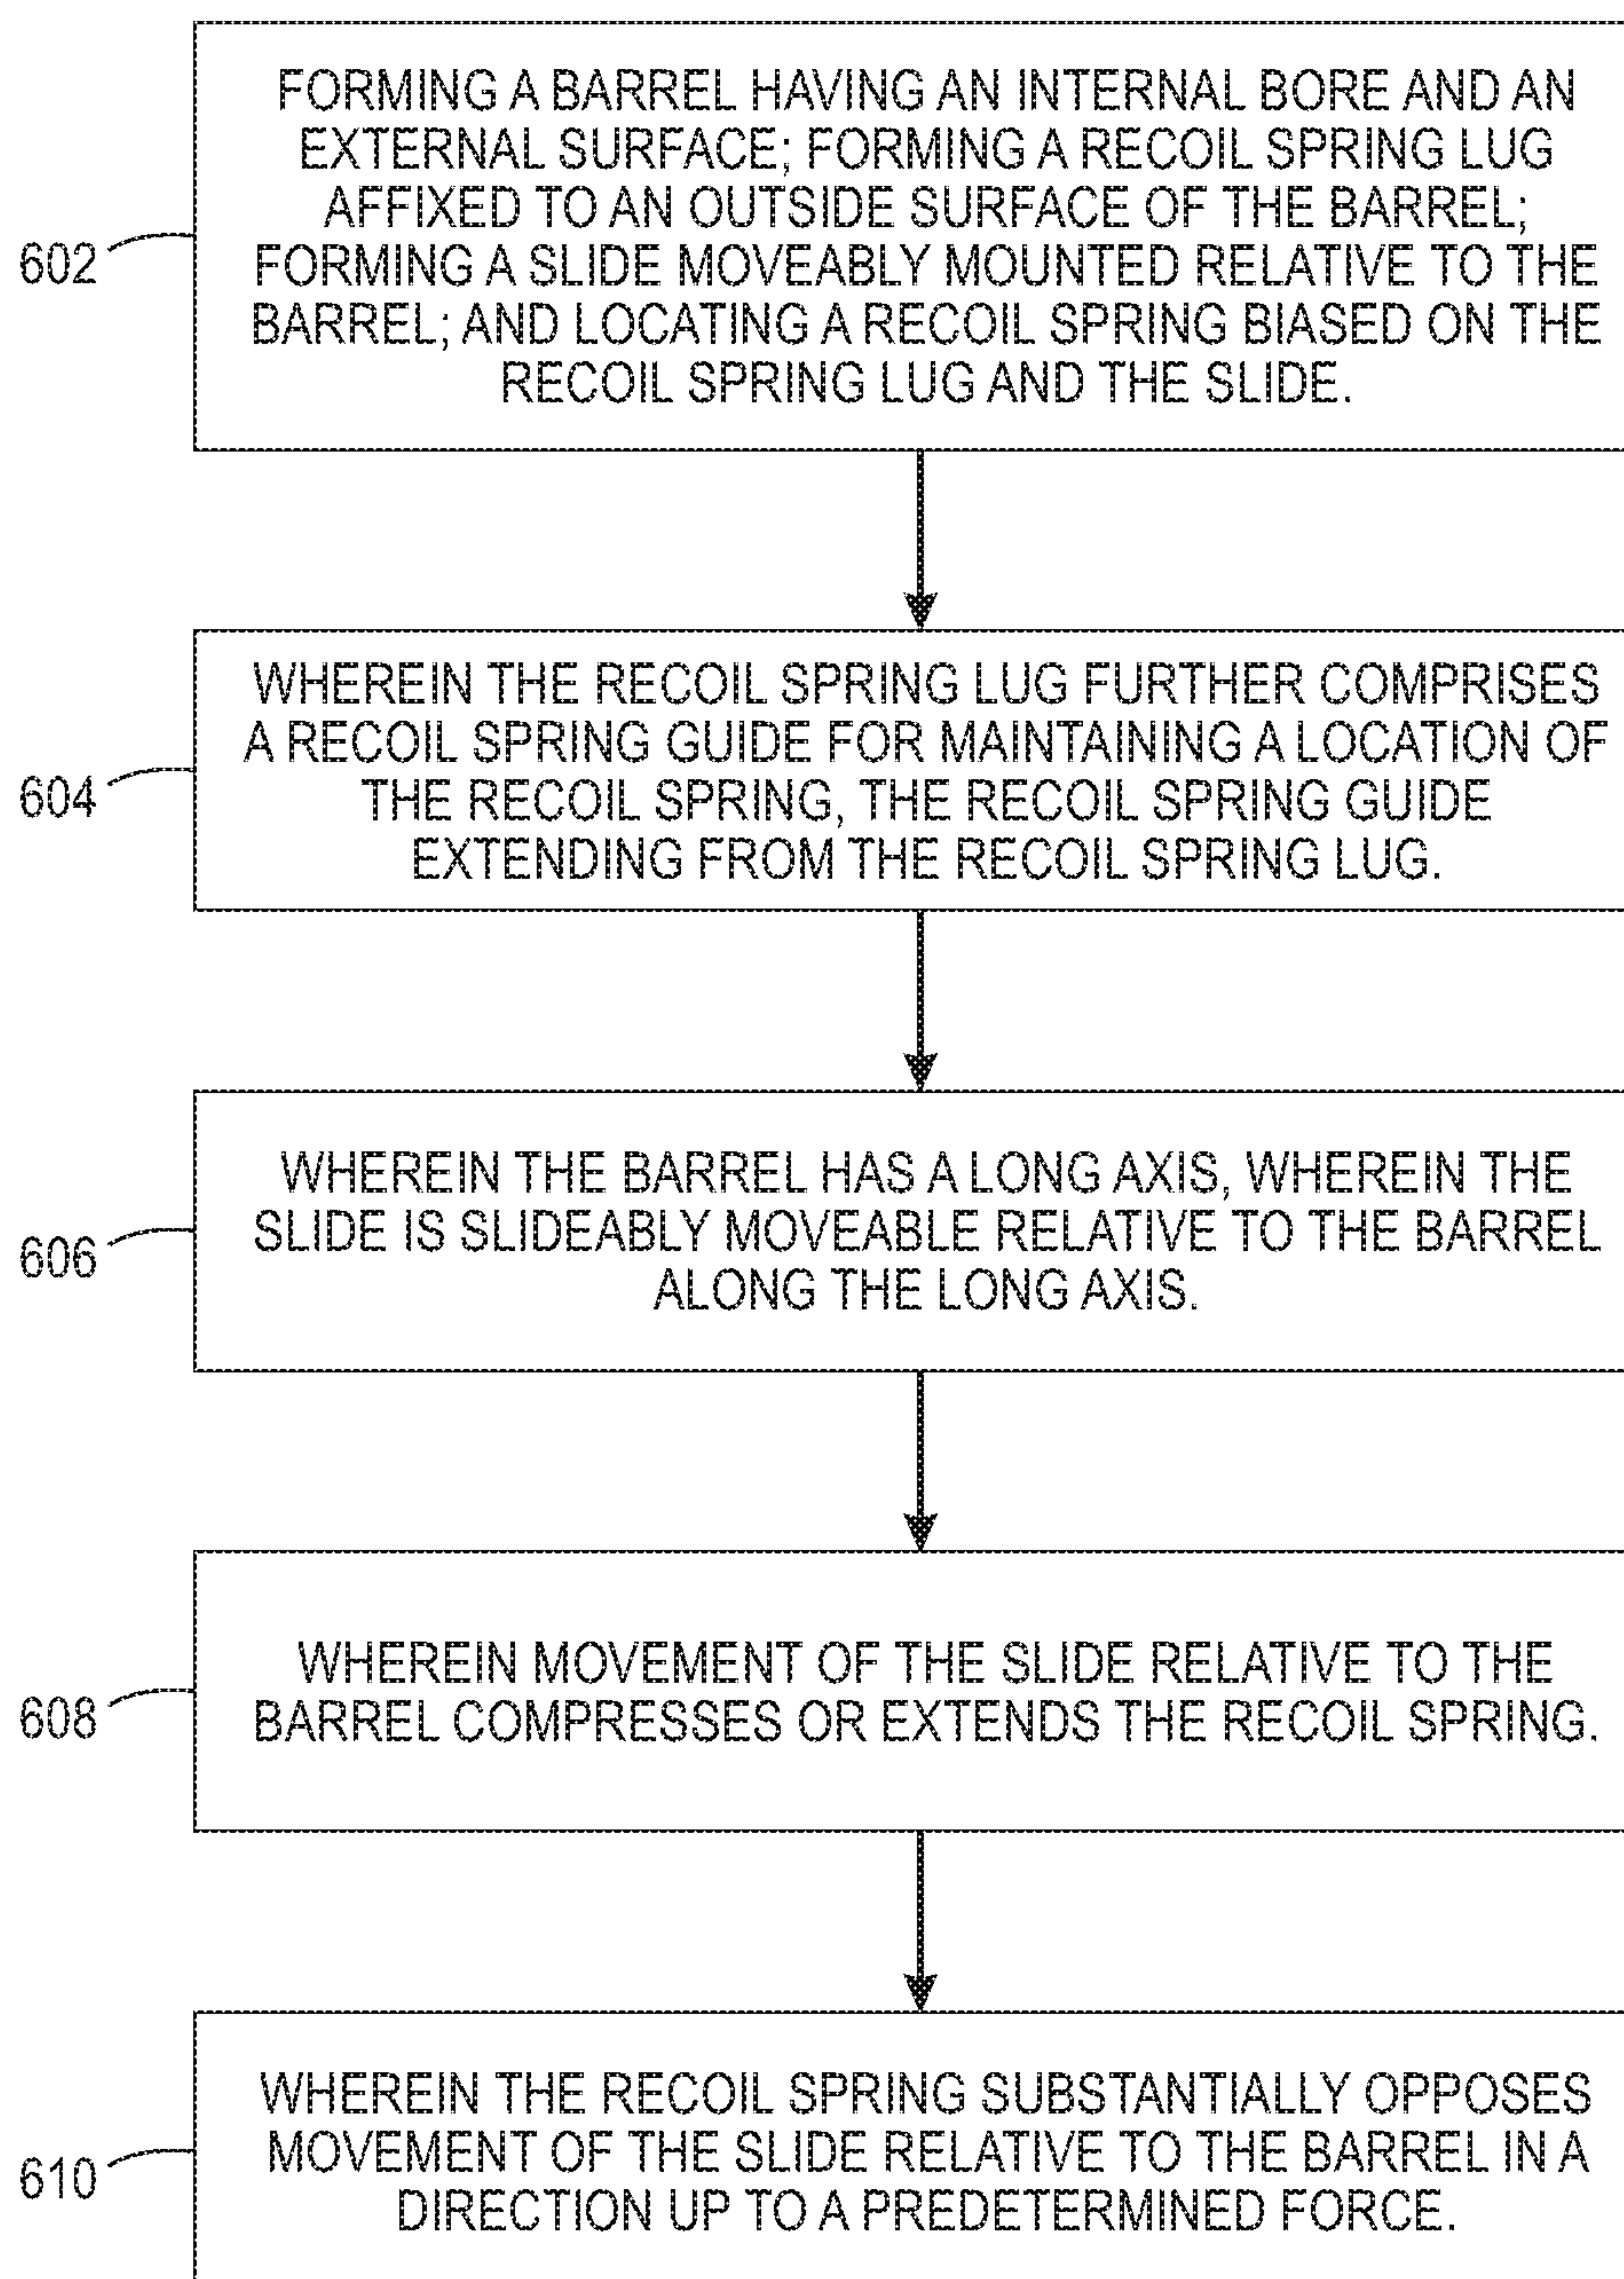 FORMING A BARREL HAVING AN INTERNAL BORE AND AN
EXTERNAL SURFACE; FORMING A RECOIL SPRING LUG
AFFIXED TO AN OUTSIDE SURFACE OF THE BARREL;
FORMING A SLIDE MOVEABLY MOUNTED RELATIVE TO THE
BARREL; AND LOCATING A RECOIL SPRING BIASED ON THE
RECOIL SPRING LUG AND THE SLIDE.
602
WHEREIN THE RECOIL SPRING LUG FURTHER COMPRISES
A RECOIL SPRING GUIDE FOR MAINTAINING A LOCATION OF
THE RECOIL SPRING, THE RECOIL SPRING GUIDE
EXTENDING FROM THE RECOIL SPRING LUG.
604
WHEREIN THE BARREL HAS A LONG AXIS, WHEREIN THE
SLIDE IS SLIDEABLY MOVEABLE RELATIVE TO THE BARREL
ALONG THE LONG AXIS.
606
WHEREIN MOVEMENT OF THE SLIDE RELATIVE TO THE
BARREL COMPRESSES OR EXTENDS THE RECOIL SPRING.
608
WHEREIN THE RECOIL SPRING SUBSTANTIALLY OPPOSES
MOVEMENT OF THE SLIDE RELATIVE TO THE BARREL IN A
DIRECTION UP TO A PREDETERMINED FORCE.
610